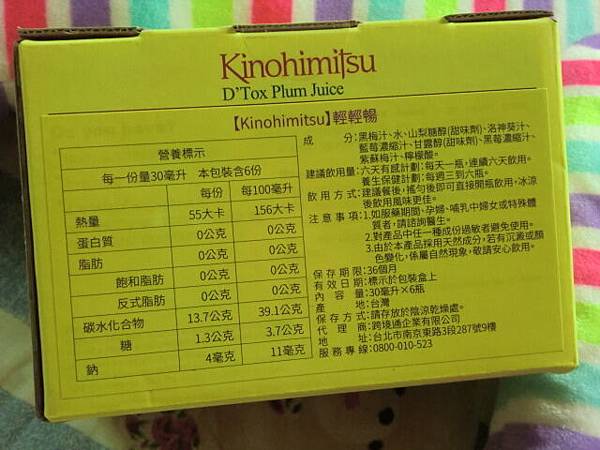 Kinohimitsu
D'Tox Plum Juice
【Kinohimitsu】輕輕暢
營養標示
每一份量30毫升 本包裝含6份
每份 每100毫升
熱量 55大卡 156大卡
蛋白質 0公克 0公克
脂肪 0公克 0公克
飽和脂肪 0公克 0公克
反式脂肪 0公克 0公克
碳水化合物 13.7公克 39.1公克
糖 1.3公克 3.7公克
鈉 4毫克 11毫克
成分:黑梅汁、水、山梨醣醇(甜味劑)、洛神葵汁、
藍莓濃縮汁、甘露醇(甜味劑)、黑莓濃縮汁、
紫蘇梅汁、檸檬酸。
建議飲用量:六天有感計劃:每天一瓶,連續六天飲用。
養生保健計劃:每週三到六瓶。
飲用方式:建議餐後,搖勻後即可直接開瓶飲用,冰涼
後飲用風味更佳。
注意事項:1.如服藥期間、孕婦、哺乳中婦女或特殊體
質者,請諮詢醫生。
2.對產品中任一種成份過敏者避免使用。
3.由於本產品採用天然成分,若有沉澱或顏
色變化,係屬自然現象,敬請安心飲用。
保存期限:36個月
有效日期:標示於包裝盒上
內容量:30毫升×6瓶
產地:台灣
保存方式:請存放於陰涼乾燥處。
代理商:跨境通企業有限公司
地址:台北市南京東路3段287號9樓
服務專線:0800-010-523